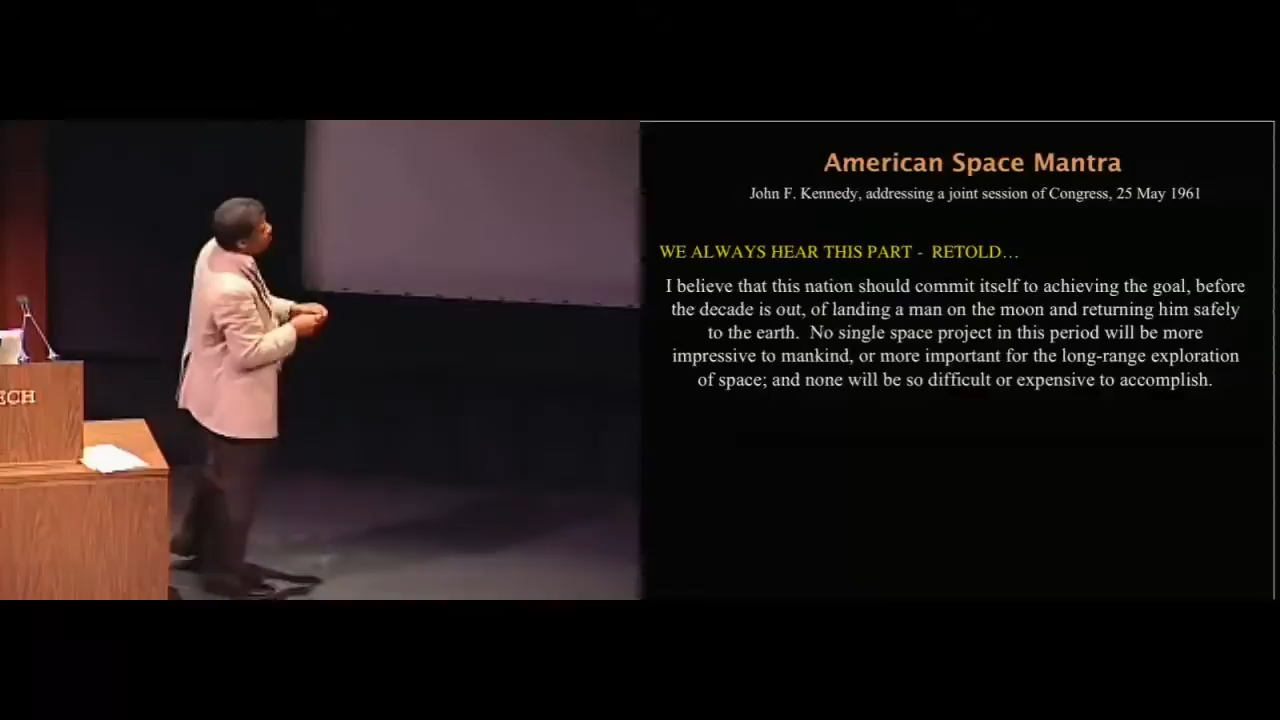 ECH
American Space Mantra
John F. Kennedy, addressing a joint session of Congress, 25 May 1961
WE ALWAYS HEAR THIS PART - RETOLD…
I believe that this nation should commit itself to achieving the goal, before
the decade is out, of landing a man on the moon and returning him safely
to the earth. No single space project in this period will be more
impressive to mankind, or more important for the long-range exploration
of space; and none will be so difficult or expensive to accomplish.